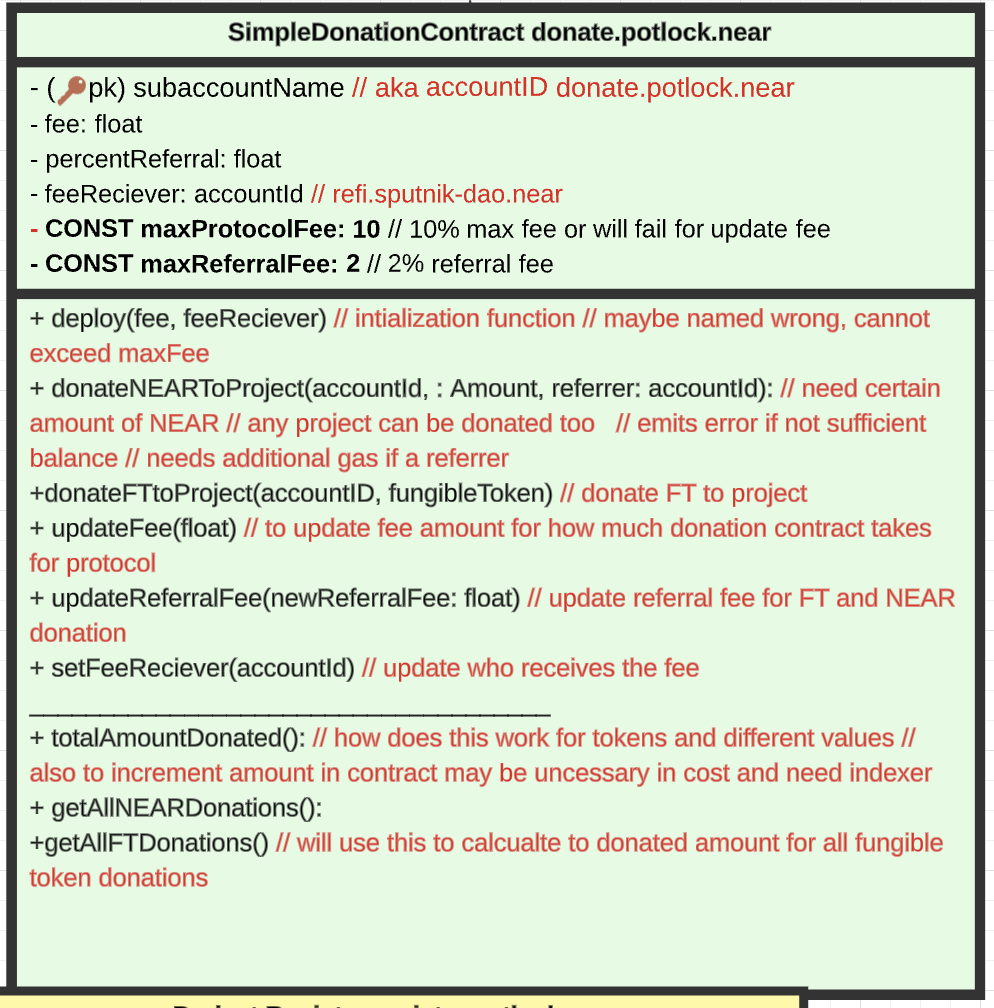 SimpleDonationContract donate.potlock.near
- (🔑pk) subaccountName // aka accountID donate.potlock.near
- fee: float
- percentReferral: float
- feeReciever: accountId // refi.sputnik-dao.near
- CONST maxProtocolFee: 10 // 10% max fee or will fail for update fee
- CONST maxReferralFee: 2 // 2% referral fee
+ deploy(fee, feeReciever) // intialization function // maybe named wrong, cannot
exceed maxFee
+ donateNEARToProject(accountId, : Amount, referrer: accountId): // need certain
amount of NEAR // any project can be donated too // emits error if not sufficient
balance // needs additional gas if a referrer
+donateFTtoProject(accountID, fungibleToken) // donate FT to project
+ updateFee(float) // to update fee amount for how much donation contract takes
for protocol
+ updateReferralFee(newReferralFee: float) // update referral fee for FT and NEAR
donation
+ setFeeReciever(accountId) // update who receives the fee
_____________________________________
+ totalAmountDonated(): // how does this work for tokens and different values //
also to increment amount in contract may be uncessary in cost and need indexer
+ getAllNEARDonations():
+getAllFTDonations() // will use this to calcualte to donated amount for all fungible
token donations